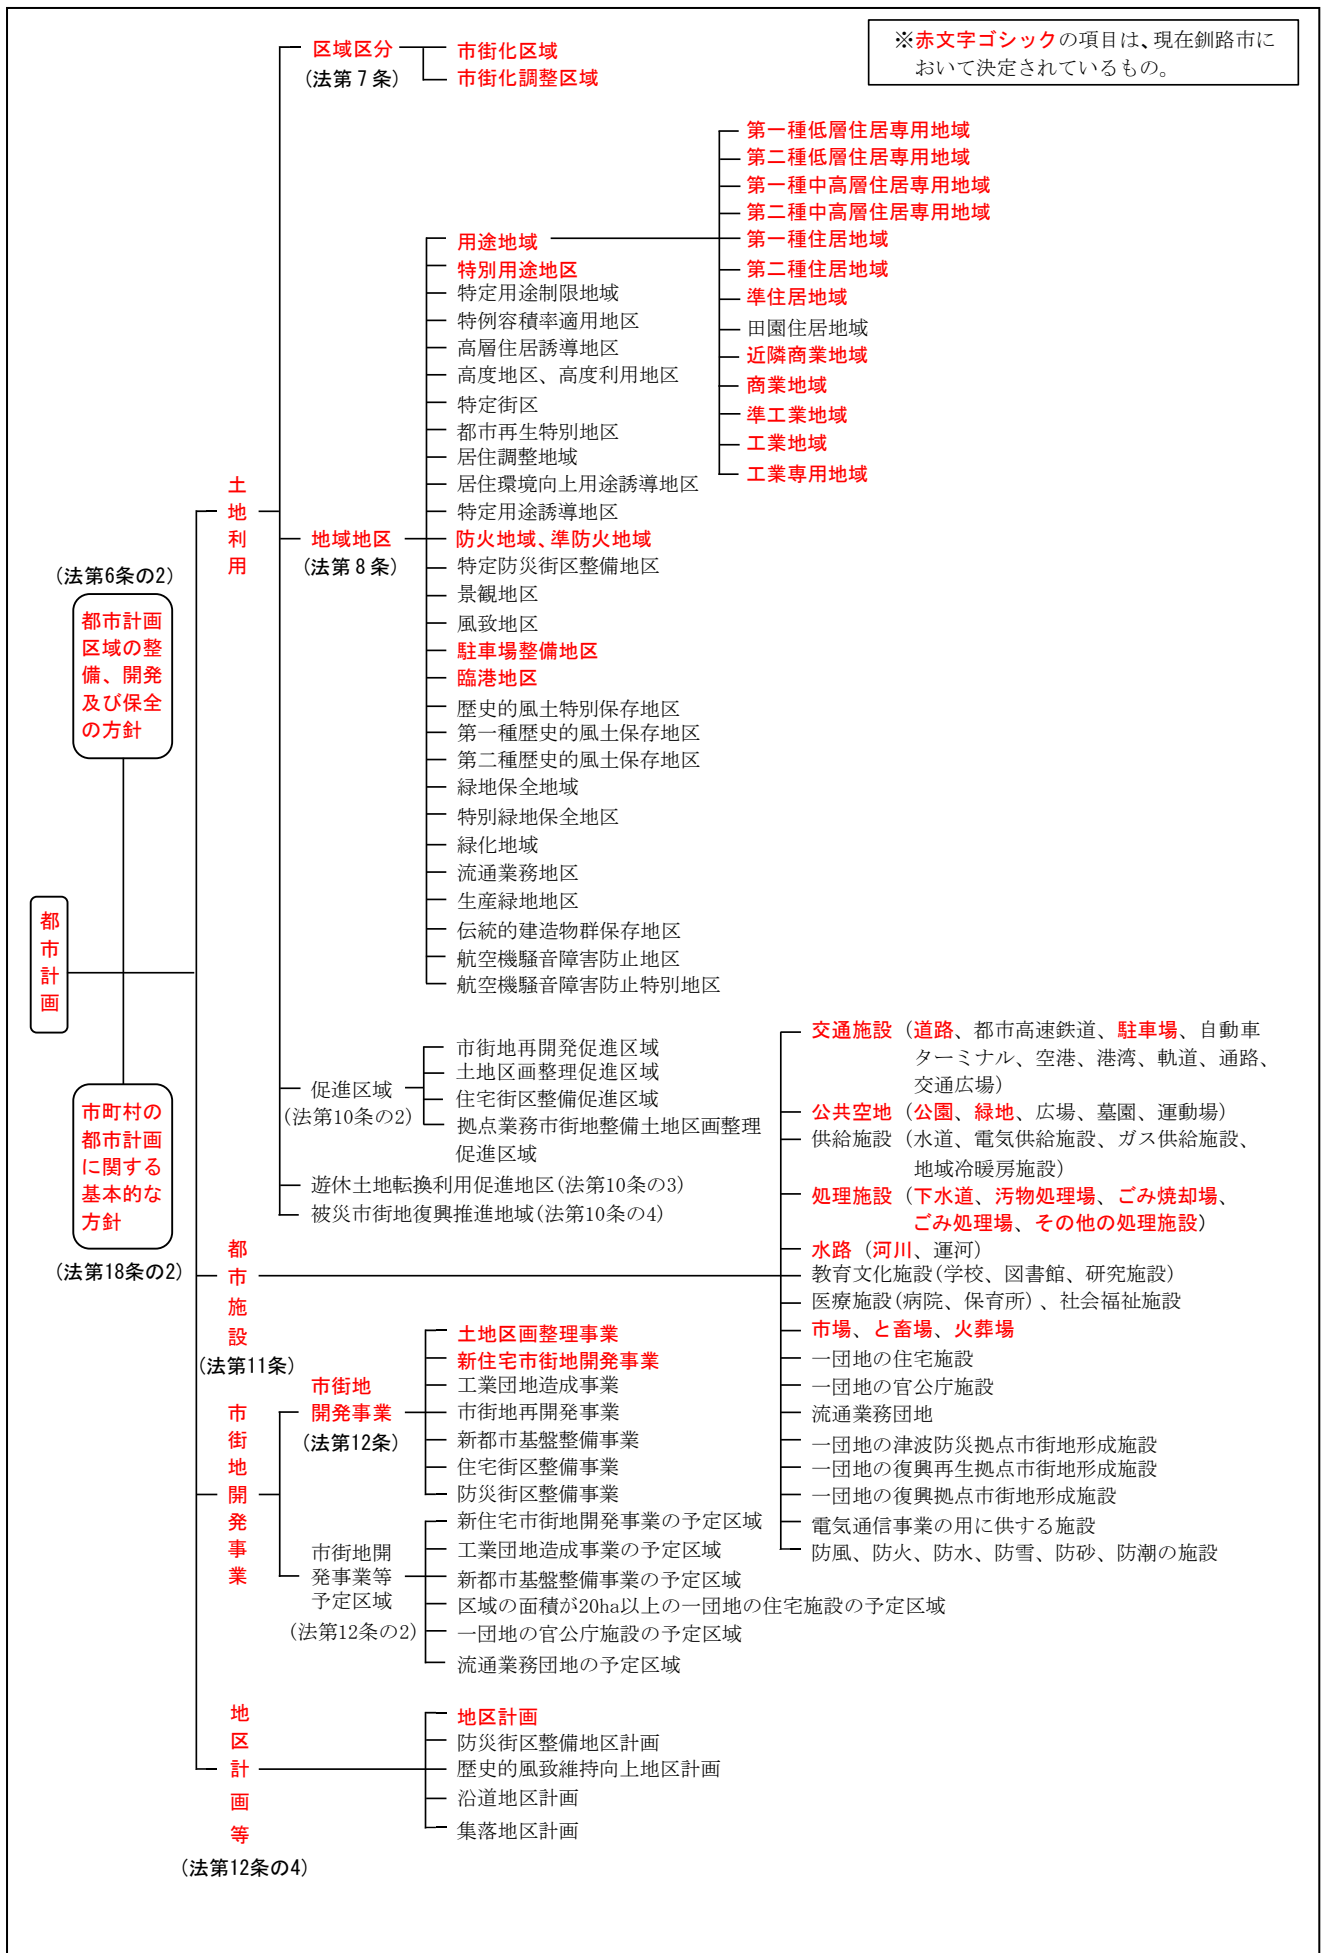 ※赤文字ゴシックの項目は、現在釧路市に
おいて決定されているもの。
都市計画
(法第6条の2)
都市計画
区域の整
備、開発
及び保全
の方針
市町村の
都市計画
に関する
基本的な
方針
(法第18条の2)
土地利用
区域区分
(法第7条)
市街化区域
市街化調整区域
地域地区
(法第8条)
用途地域
第一種低層住居専用地域
第二種低層住居専用地域
第一種中高層住居専用地域
第二種中高層住居専用地域
第一種住居地域
第二種住居地域
準住居地域
田園住居地域
近隣商業地域
商業地域
準工業地域
工業地域
工業専用地域
特別用途地区
特定用途制限地域
特例容積率適用地区
高層住居誘導地区
高度地区、高度利用地区
特定街区
都市再生特別地区
居住調整地域
居住環境向上用途誘導地区
特定用途誘導地区
防火地域、準防火地域
特定防災街区整備地区
景観地区
風致地区
駐車場整備地区
臨港地区
歴史的風土特別保存地区
第一種歴史的風土保存地区
第二種歴史的風土保存地区
緑地保全地域
特別緑地保全地区
緑化地域
流通業務地区
生産緑地地区
伝統的建造物群保存地区
航空機騒音障害防止地区
航空機騒音障害防止特別地区
促進区域
(法第10条の2)
市街地再開発促進区域
土地区画整理促進区域
住宅街区整備促進区域
拠点業務市街地整備土地区画整理
促進区域
遊休土地転換利用促進地区(法第10条の3)
被災市街地復興推進地域(法第10条の4)
都市施設
(法第11条)
交通施設（道路、都市高速鉄道、駐車場、自動車
ターミナル、空港、港湾、軌道、通路、
交通広場）
公共空地（公園、緑地、広場、墓園、運動場）
供給施設（水道、電気供給施設、ガス供給施設、
地域冷暖房施設）
処理施設（下水道、汚物処理場、ごみ焼却場、
ごみ処理場、その他の処理施設）
水路（河川、運河）
教育文化施設(学校、図書館、研究施設)
医療施設(病院、保育所)、社会福祉施設
市場、と畜場、火葬場
一団地の住宅施設
一団地の官公庁施設
流通業務団地
一団地の津波防災拠点市街地形成施設
一団地の復興再生拠点市街地形成施設
一団地の復興拠点市街地形成施設
電気通信事業の用に供する施設
防風、防火、防水、防雪、防砂、防潮の施設
市街地開発事業
市街地
開発事業
(法第12条)
土地区画整理事業
新住宅市街地開発事業
工業団地造成事業
市街地再開発事業
新都市基盤整備事業
住宅街区整備事業
防災街区整備事業
市街地開
発事業等
予定区域
(法第12条の2)
新住宅市街地開発事業の予定区域
工業団地造成事業の予定区域
新都市基盤整備事業の予定区域
区域の面積が20ha以上の一団地の住宅施設の予定区域
一団地の官公庁施設の予定区域
流通業務団地の予定区域
地区計画等
(法第12条の4)
地区計画
防災街区整備地区計画
歴史的風致維持向上地区計画
沿道地区計画
集落地区計画